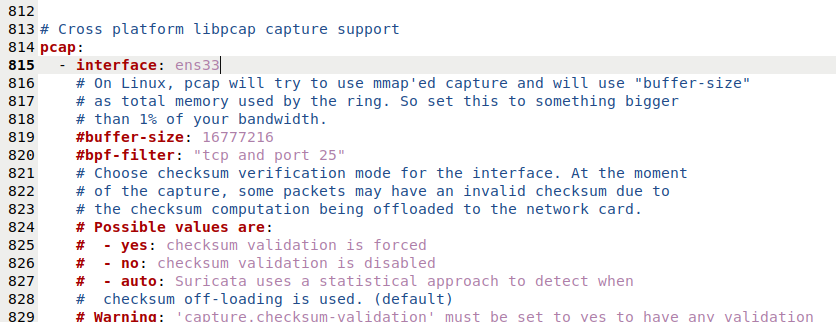 812
813 # Cross platform libpcap capture support
814 pcap:
815   - interface: ens33
816     # On Linux, pcap will try to use mmap'ed capture and will use "buffer-size"
817     # as total memory used by the ring. So set this to something bigger
818     # than 1% of your bandwidth.
819     #buffer-size: 16777216
820     #bpf-filter: "tcp and port 25"
821     # Choose checksum verification mode for the interface. At the moment
822     # of the capture, some packets may have an invalid checksum due to
823     # the checksum computation being offloaded to the network card.
824     # Possible values are:
825     #  - yes: checksum validation is forced
826     #  - no: checksum validation is disabled
827     #  - auto: Suricata uses a statistical approach to detect when
828     #  checksum off-loading is used. (default)
829     # Warning: 'capture.checksum-validation' must be set to yes to have any validation